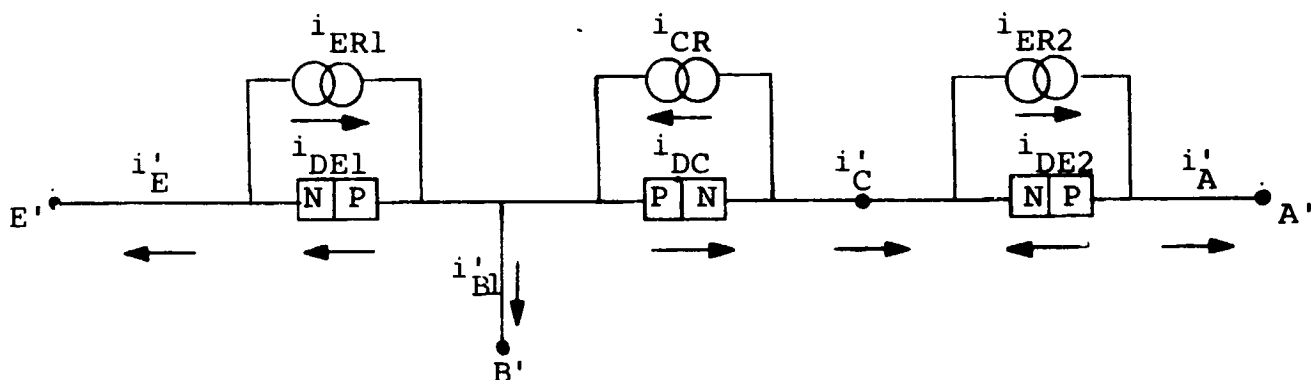 i_ER1 i_CR i_ER2
i'_E i_DE1 i_DC i'_C i_DE2 i'_A
E' N P P N N P A'
i'_B1
B'